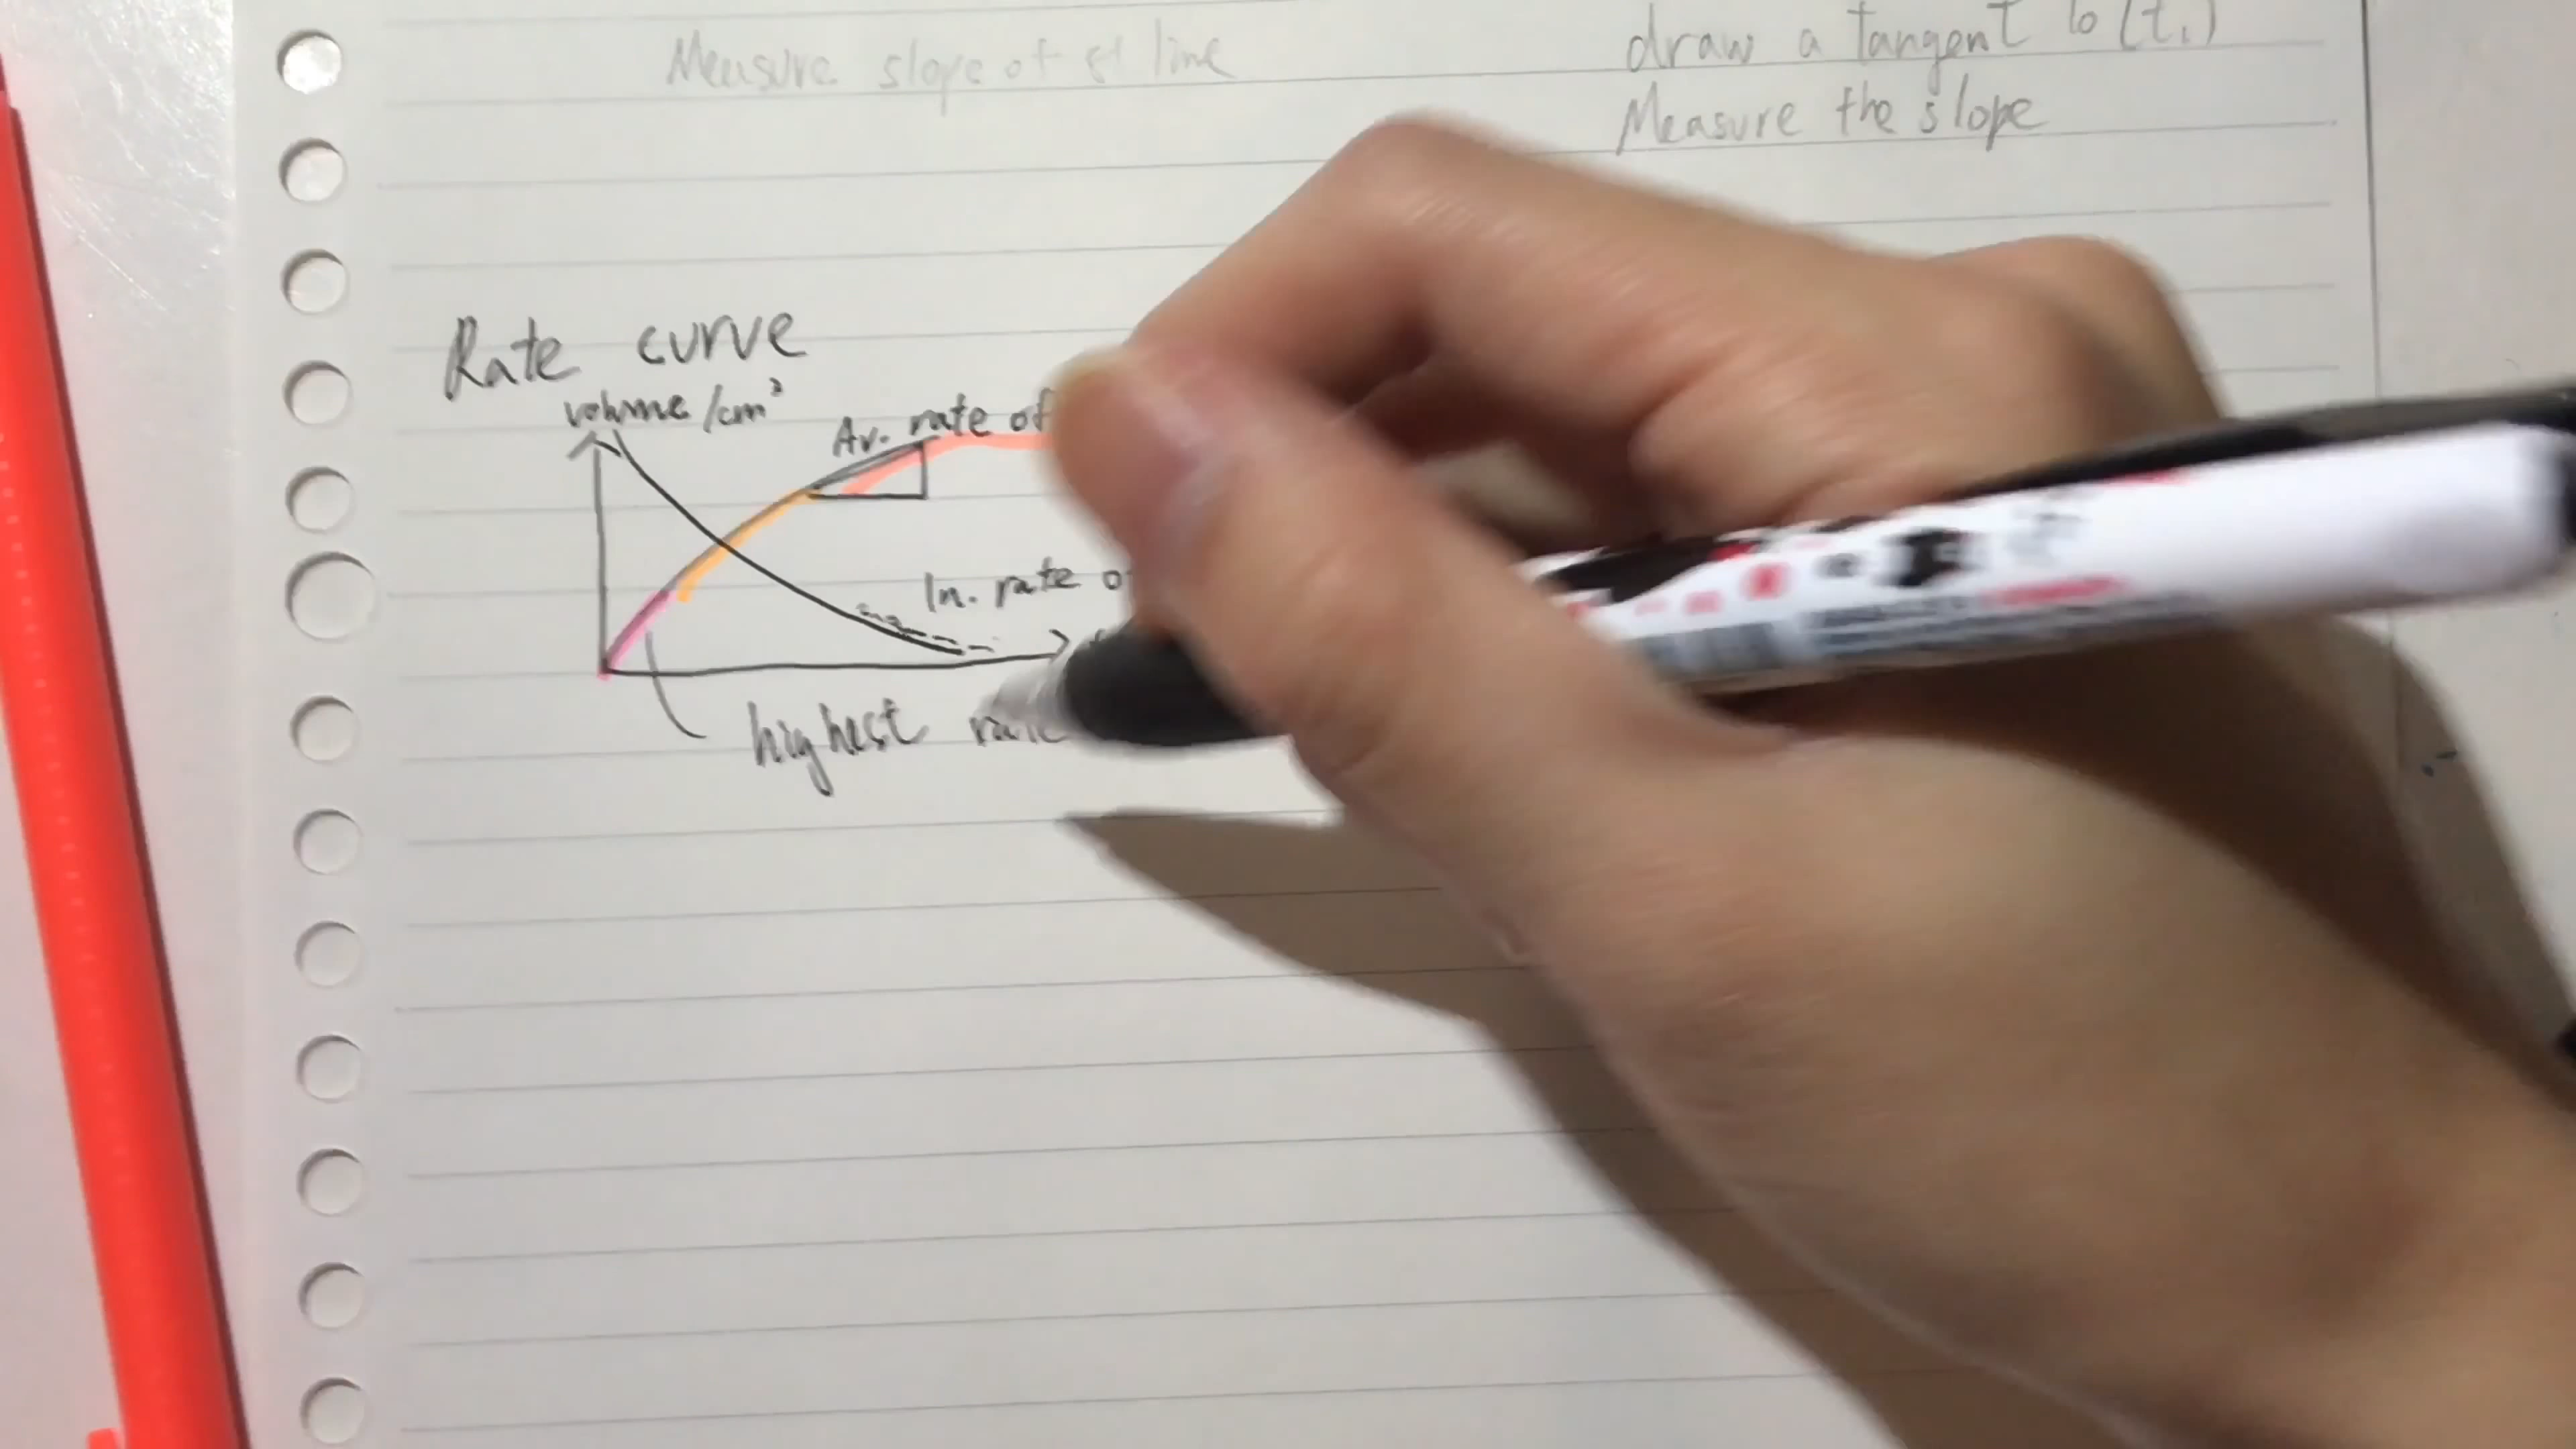 Measure slope of st line
draw a tangent to (t₁)
Measure the slope
Rate curve
volume /cm³
Av. rate of
In. rate of
highest rate